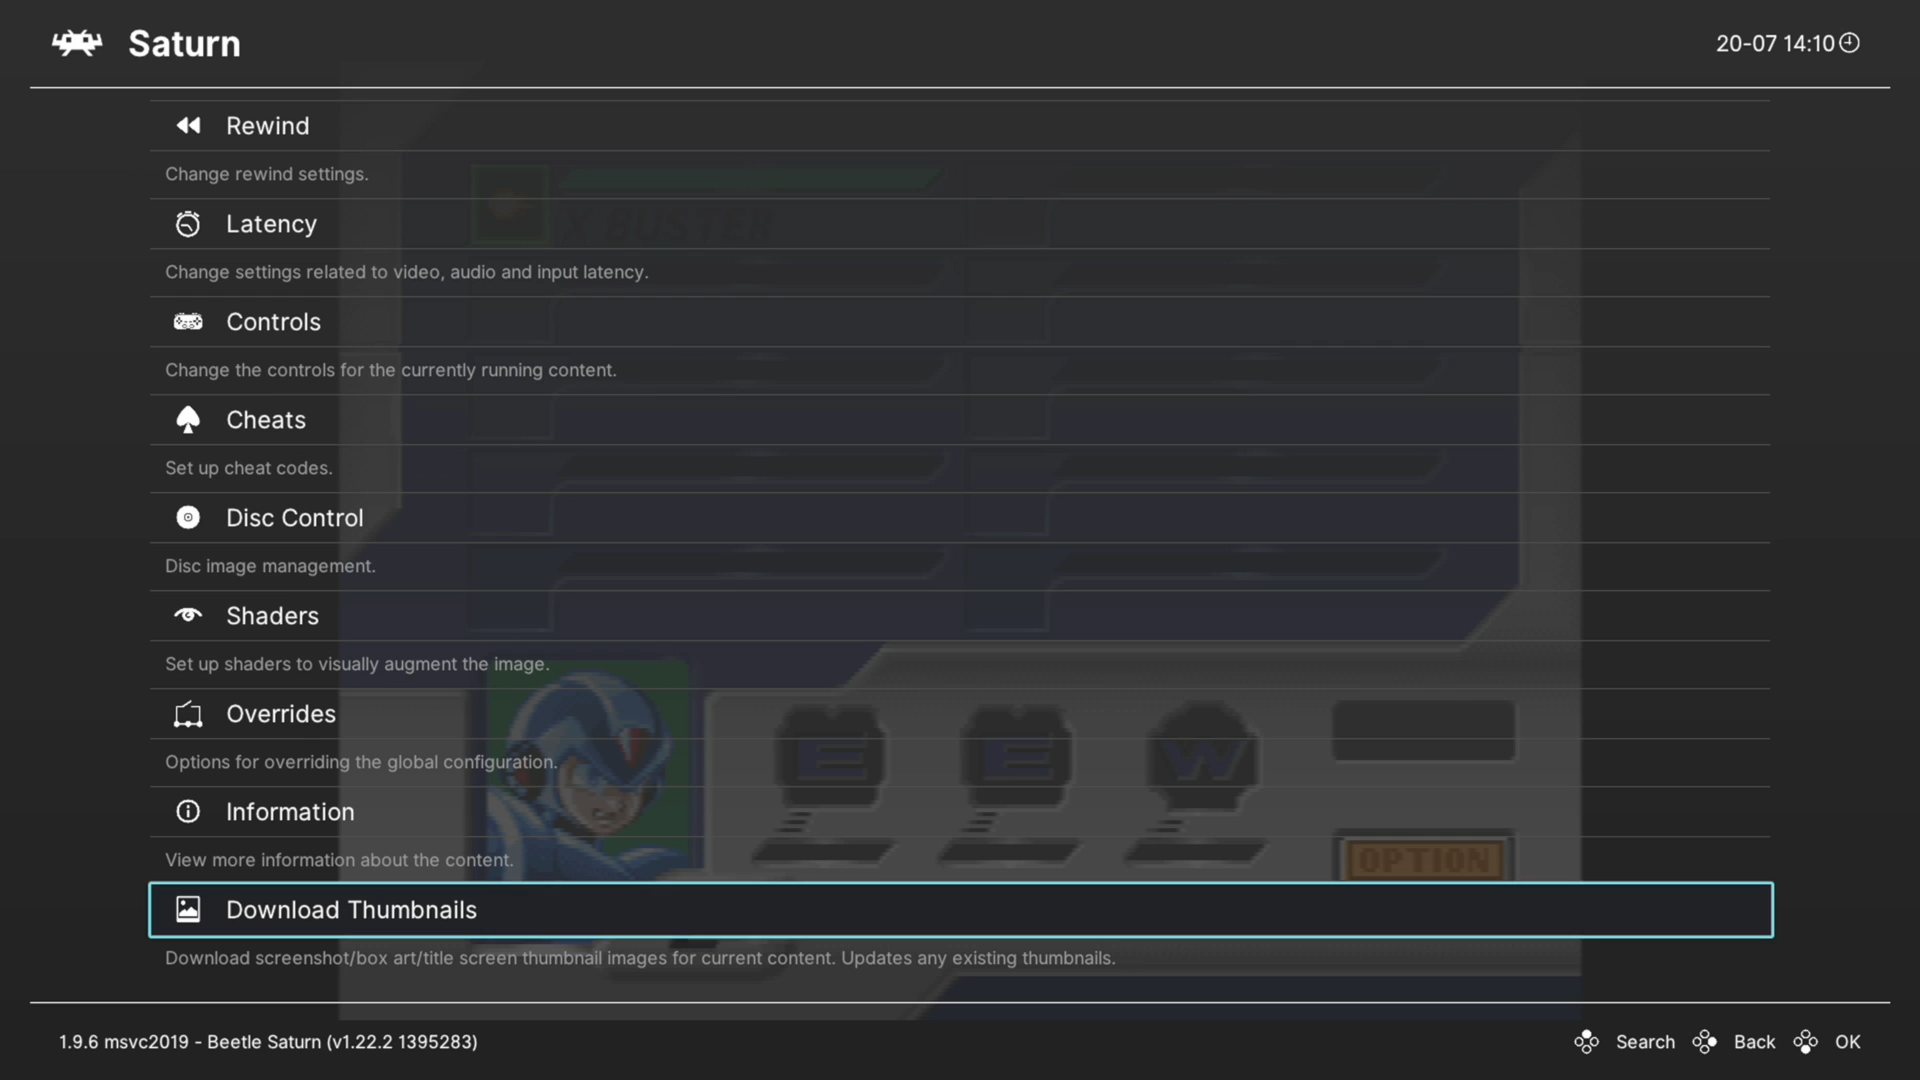 Saturn
20-07 14:10
Rewind
Change rewind settings.
X BUSTER
Latency
Change settings related to video, audio and input latency.
Controls
Change the controls for the currently running content.
Cheats
Set up cheat codes.
Disc Control
Disc image management.
Shaders
Set up shaders to visually augment the image.
Overrides
E E W
Options for overriding the global configuration.
Information
View more information about the content.
OPTION
Download Thumbnails
Download screenshot/box art/title screen thumbnail images for current content. Updates any existing thumbnails.
1.9.6 msvc2019 - Beetle Saturn (v1.22.2 1395283)
Search Back OK